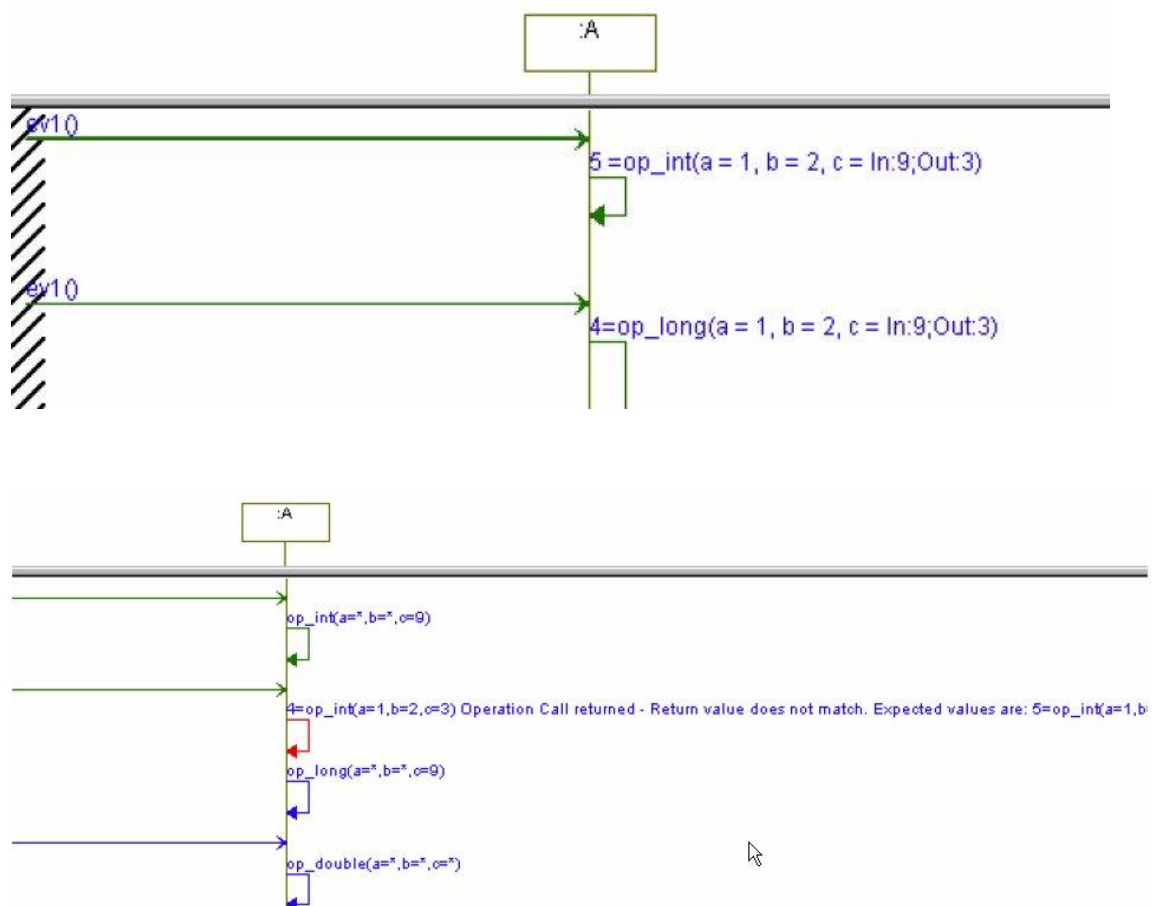 :A
ev1()
5 =op_int(a = 1, b = 2, c = In:9;Out:3)
ev1()
4=op_long(a = 1, b = 2, c = In:9;Out:3)
:A
op_int(a=*,b=*,c=9)
4=op_int(a=1,b=2,c=3) Operation Call returned - Return value does not match. Expected values are: 5=op_int(a=1,b
op_long(a=*,b=*,c=9)
op_double(a=*,b=*,c=*)